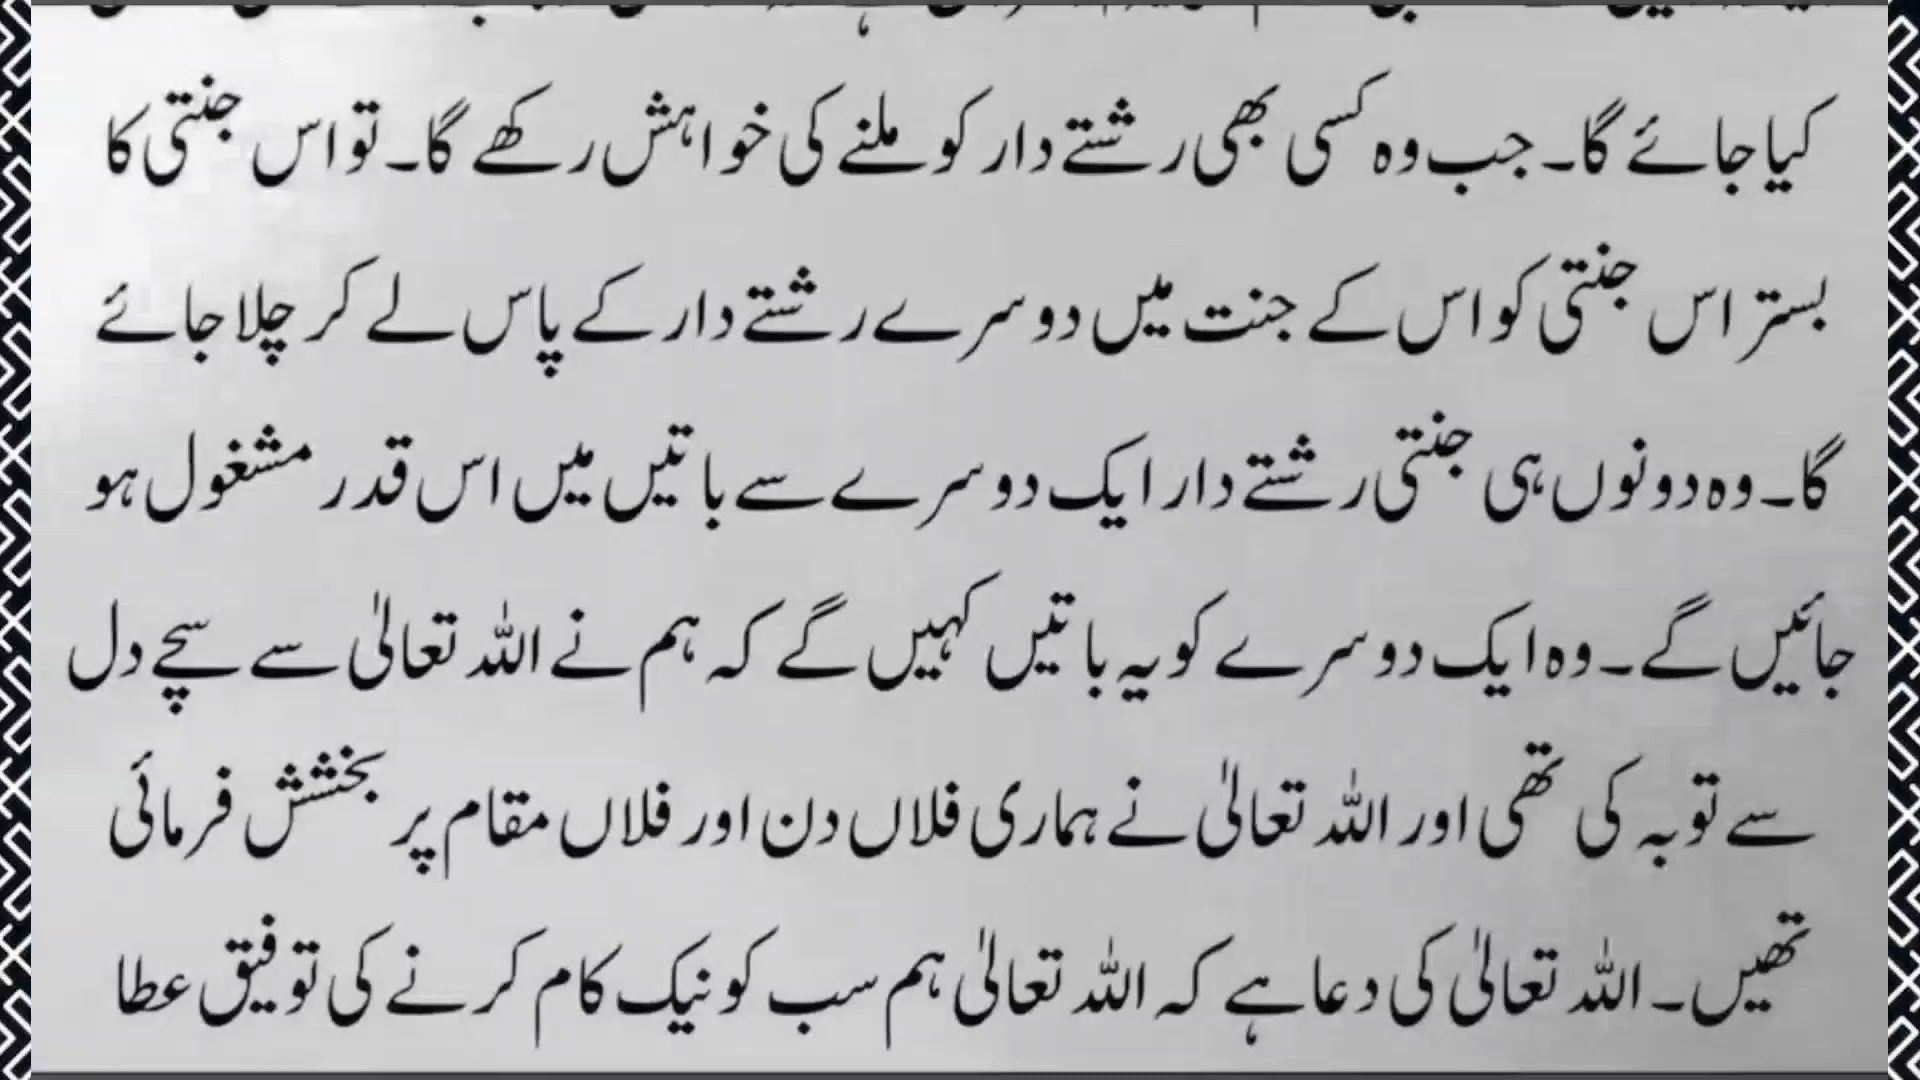 کیا جائے گا۔ جب وہ کسی بھی رشتے دار کو ملنے کی خواہش رکھے گا۔ تو اس جنتی کا
بستر اس جنتی کو اس کے جنت میں دوسرے رشتے دار کے پاس لے کر چلا جائے
گا۔ وہ دونوں ہی جنتی رشتے دار ایک دوسرے سے باتیں میں اس قدر مشغول ہو
جائیں گے۔ وہ ایک دوسرے کو یہ باتیں کہیں گے کہ ہم نے اللہ تعالیٰ سے سچے دل
سے توبہ کی تھی اور اللہ تعالیٰ نے ہماری فلاں دن اور فلاں مقام پر بخشش فرمائی
تھیں۔ اللہ تعالیٰ کی دعا ہے کہ اللہ تعالیٰ ہم سب کو نیک کام کرنے کی توفیق عطا